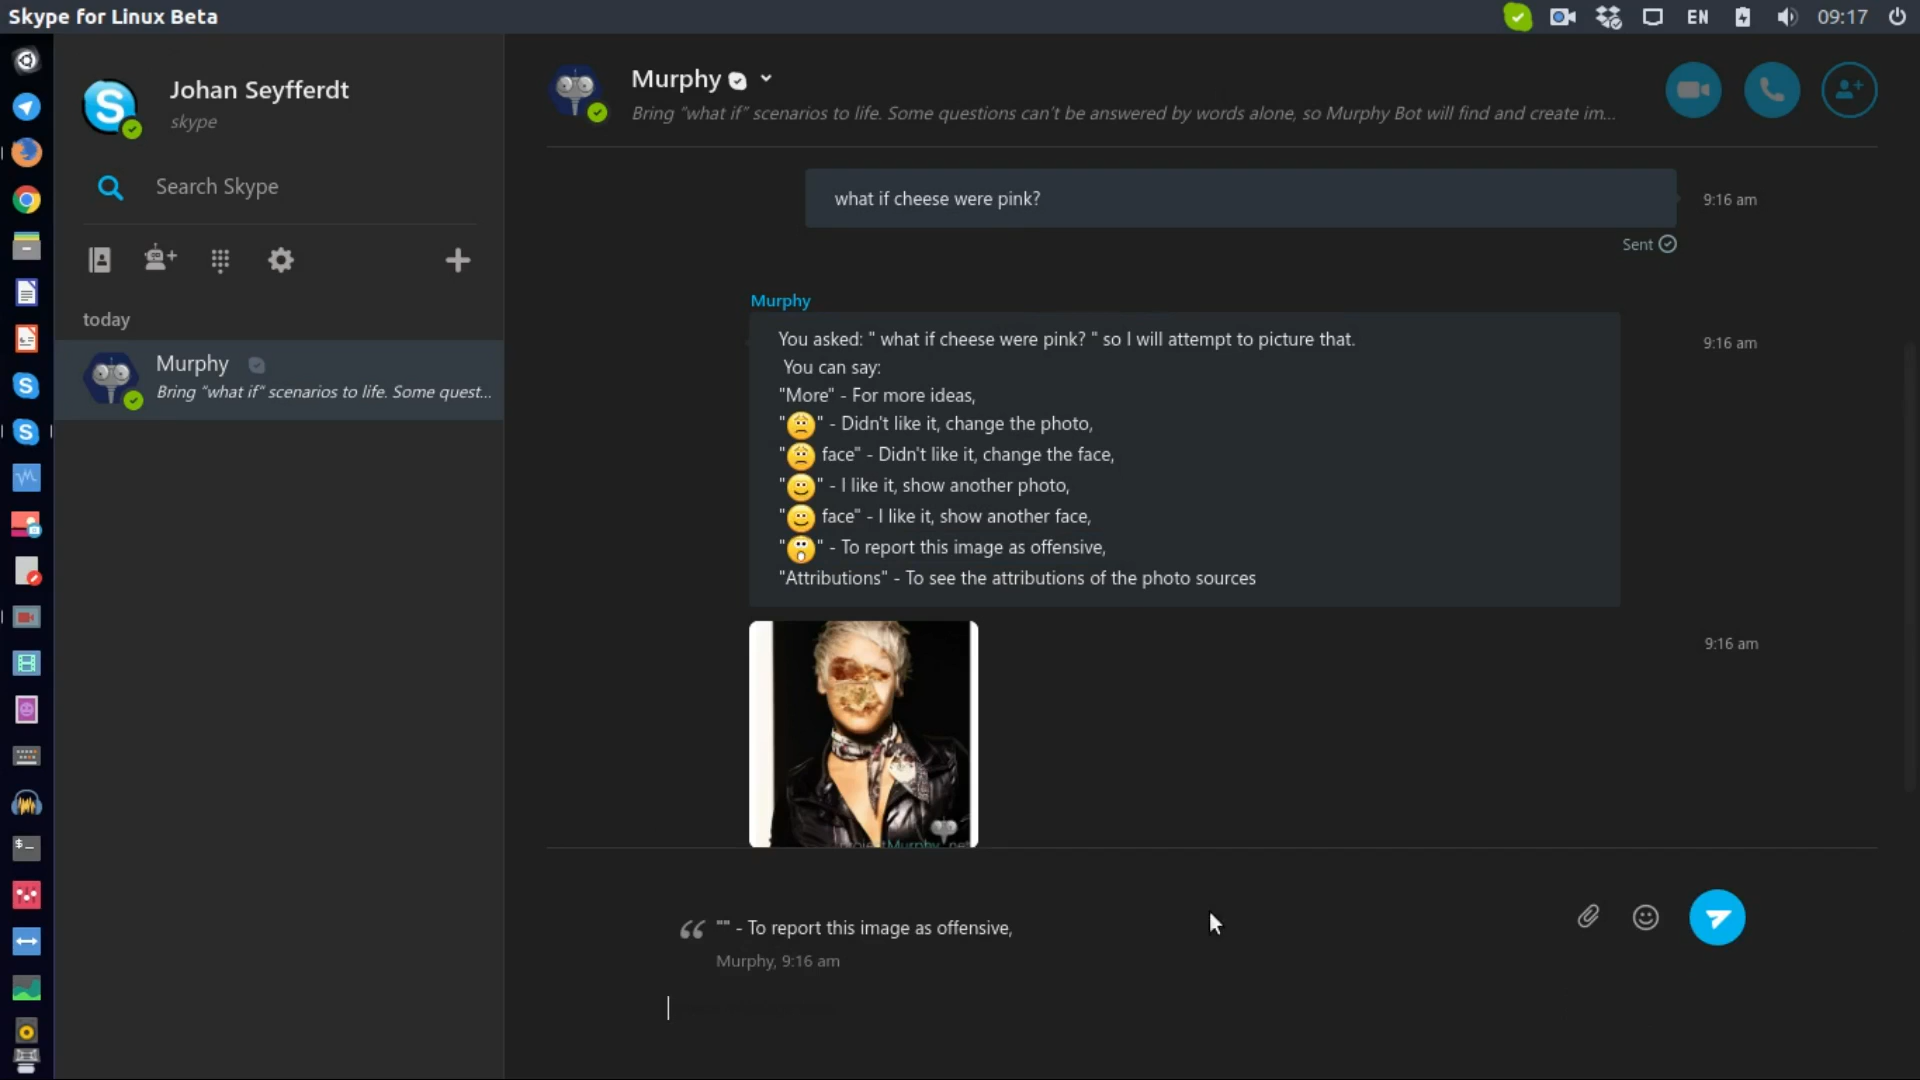 Skype for Linux Beta
EN
09:17
Johan Seyfferdt
skype
Search Skype
today
Murphy
Bring “what if” scenarios to life. Some quest...
Murphy
Bring “what if” scenarios to life. Some questions can’t be answered by words alone, so Murphy Bot will find and create im...
what if cheese were pink?
9:16 am
Sent
Murphy
You asked: " what if cheese were pink? " so I will attempt to picture that.
9:16 am
You can say:
"More" - For more ideas,
"" - Didn't like it, change the photo,
" face" - Didn't like it, change the face,
"" - I like it, show another photo,
" face" - I like it, show another face,
"" - To report this image as offensive,
"Attributions" - To see the attributions of the photo sources
9:16 am
"" - To report this image as offensive,
Murphy, 9:16 am